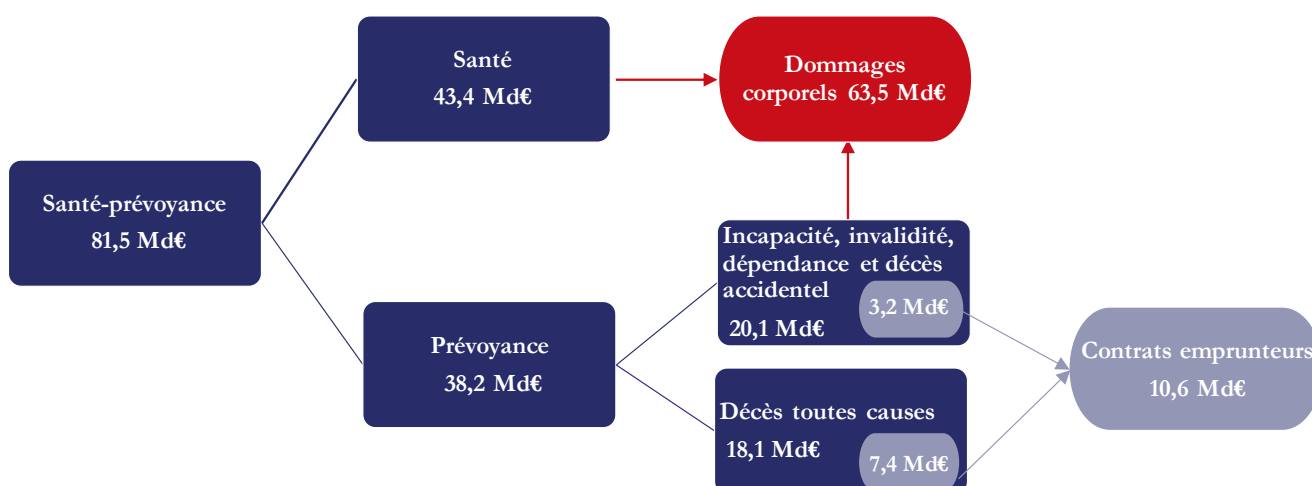 Santé
43,4 Md€
Dommages
corporels 63,5 Md€
Santé-prévoyance
81,5 Md€
Incapacité, invalidité,
dépendance et décès
accidentel
3,2 Md€
20,1 Md€
Prévoyance
38,2 Md€
Contrats emprunteurs
10,6 Md€
Décès toutes causes
18,1 Md€
7,4 Md€